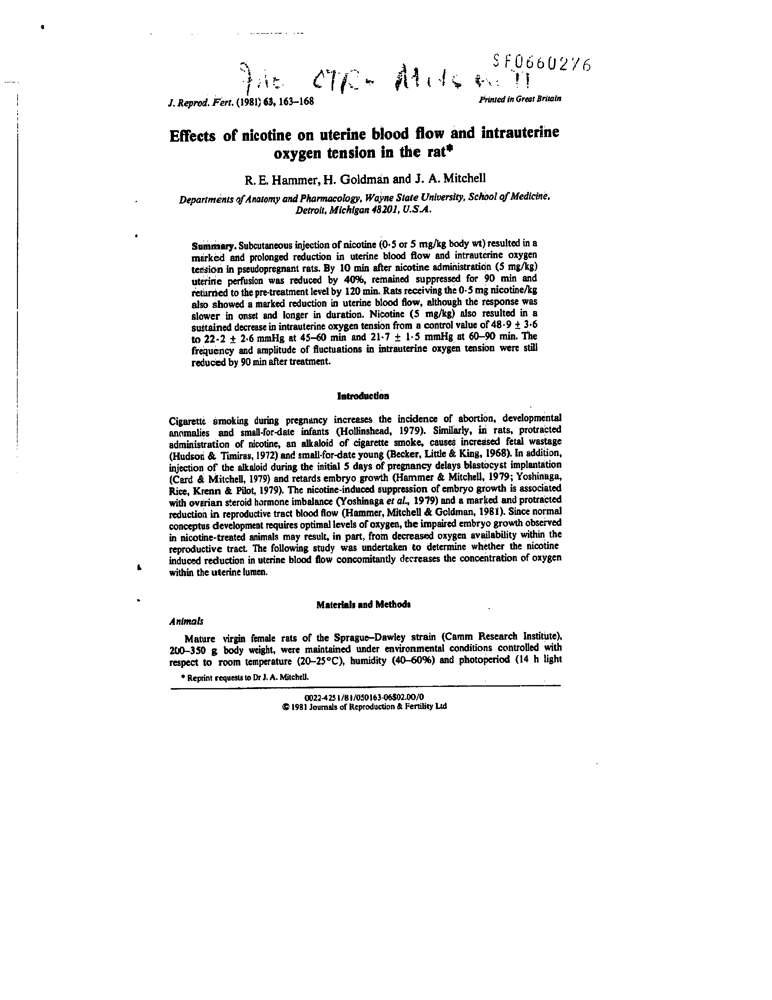 SF0660276
J. Reprod. Fert. (1981) 63, 163–168
Printed in Great Britain
Effects of nicotine on uterine blood flow and intrauterine
oxygen tension in the rat*
R. E. Hammer, H. Goldman and J. A. Mitchell
Departments of Anatomy and Pharmacology, Wayne State University, School of Medicine,
Detroit, Michigan 48201, U.S.A.
Summary. Subcutaneous injection of nicotine (0·5 or 5 mg/kg body wt) resulted in a
marked and prolonged reduction in uterine blood flow and intrauterine oxygen
tension in pseudopregnant rats. By 10 min after nicotine administration (5 mg/kg)
uterine perfusion was reduced by 40%, remained suppressed for 90 min and
returned to the pre-treatment level by 120 min. Rats receiving the 0·5 mg nicotine/kg
also showed a marked reduction in uterine blood flow, although the response was
slower in onset and longer in duration. Nicotine (5 mg/kg) also resulted in a
sustained decrease in intrauterine oxygen tension from a control value of 48·9 ± 3·6
to 22·2 ± 2·6 mmHg at 45–60 min and 21·7 ± 1·5 mmHg at 60–90 min. The
frequency and amplitude of fluctuations in intrauterine oxygen tension were still
reduced by 90 min after treatment.
Introduction
Cigarette smoking during pregnancy increases the incidence of abortion, developmental
anomalies and small-for-date infants (Hollinshead, 1979). Similarly, in rats, protracted
administration of nicotine, an alkaloid of cigarette smoke, causes increased fetal wastage
(Hudson & Timiras, 1972) and small-for-date young (Becker, Little & King, 1968). In addition,
injection of the alkaloid during the initial 5 days of pregnancy delays blastocyst implantation
(Card & Mitchell, 1979) and retards embryo growth (Hammer & Mitchell, 1979; Yoshinaga,
Rice, Krenn & Pilot, 1979). The nicotine-induced suppression of embryo growth is associated
with ovarian steroid hormone imbalance (Yoshinaga et al., 1979) and a marked and protracted
reduction in reproductive tract blood flow (Hammer, Mitchell & Goldman, 1981). Since normal
conceptus development requires optimal levels of oxygen, the impaired embryo growth observed
in nicotine-treated animals may result, in part, from decreased oxygen availability within the
reproductive tract. The following study was undertaken to determine whether the nicotine
induced reduction in uterine blood flow concomitantly decreases the concentration of oxygen
within the uterine lumen.
Materials and Methods
Animals
Mature virgin female rats of the Sprague–Dawley strain (Camm Research Institute),
200–350 g body weight, were maintained under environmental conditions controlled with
respect to room temperature (20–25°C), humidity (40–60%) and photoperiod (14 h light
* Reprint requests to Dr J. A. Mitchell.
0022-4251/81/050163-06$02.00/0
© 1981 Journals of Reproduction & Fertility Ltd